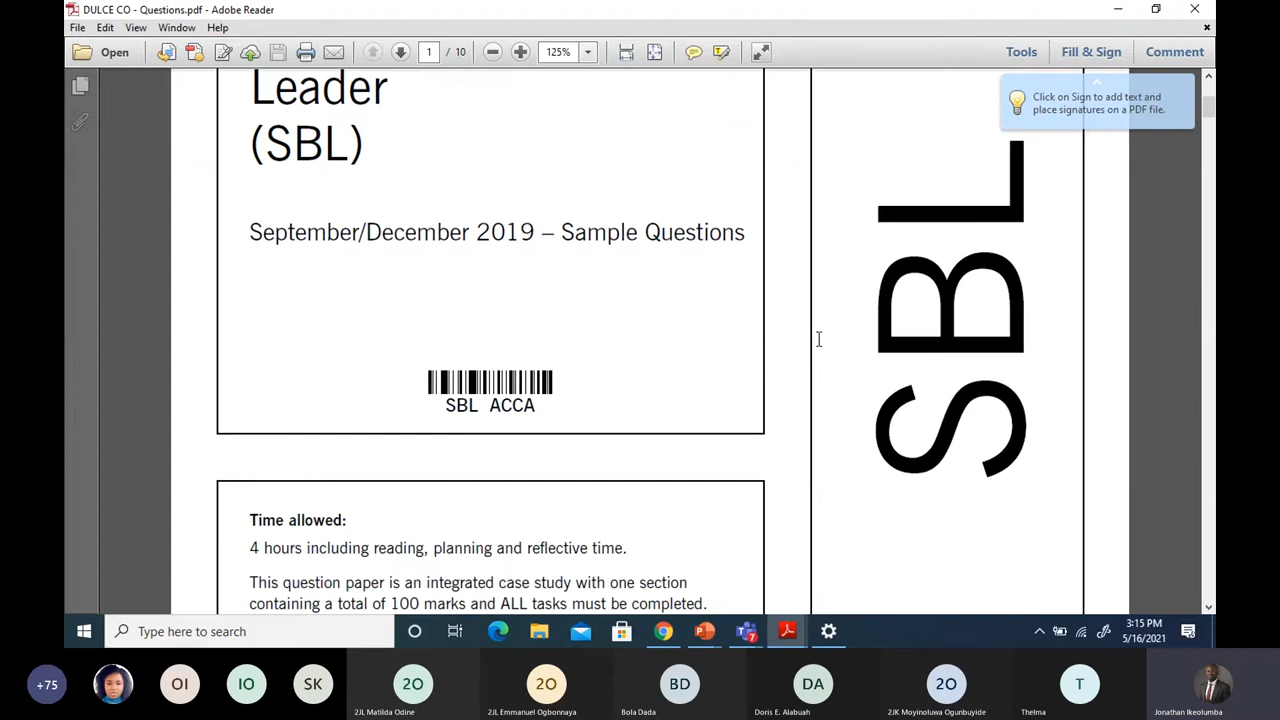 DULCE CO - Questions.pdf - Adobe Reader
File Edit View Window Help
Open 1 / 10 125% Tools Fill & Sign Comment
Click on Sign to add text and
place signatures on a PDF file.
Leader
(SBL)
September/December 2019 – Sample Questions
SBL ACCA
SBL
Time allowed:
4 hours including reading, planning and reflective time.
This question paper is an integrated case study with one section
containing a total of 100 marks and ALL tasks must be completed.
Type here to search
7
3:15 PM
5/16/2021
+75 OI IO SK 2O 2O BD DA 2O T
2JL Matilda Odine 2JL Emmanuel Ogbonnaya Bola Dada Doris E. Alabuah 2JK Moyinoluwa Ogunbuyide Thelma Jonathan Ikeolumba